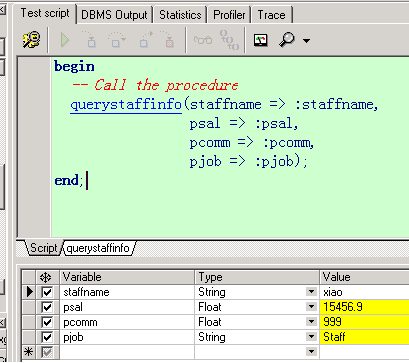 Test script DBMS Output Statistics Profiler Trace
begin
-- Call the procedure
querystaffinfo(staffname => :staffname,
psal => :psal,
pcomm => :pcomm,
pjob => :pjob);
end;
Script querystaffinfo
Variable Type Value
staffname String xiao
psal Float 15456.9
pcomm Float 999
pjob String Staff